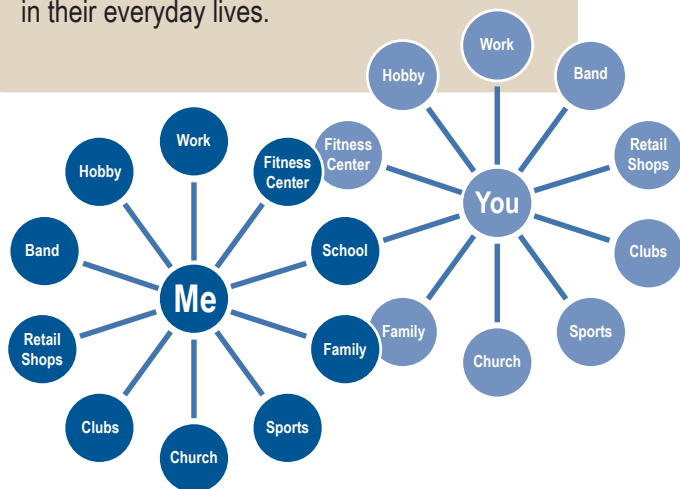 in their everyday lives.
Work
Hobby
Band
Fitness
Center
Retail
Shops
You
Clubs
Family
Sports
Church
Work
Hobby
Fitness
Center
Band
School
Me
Retail
Shops
Family
Clubs
Sports
Church